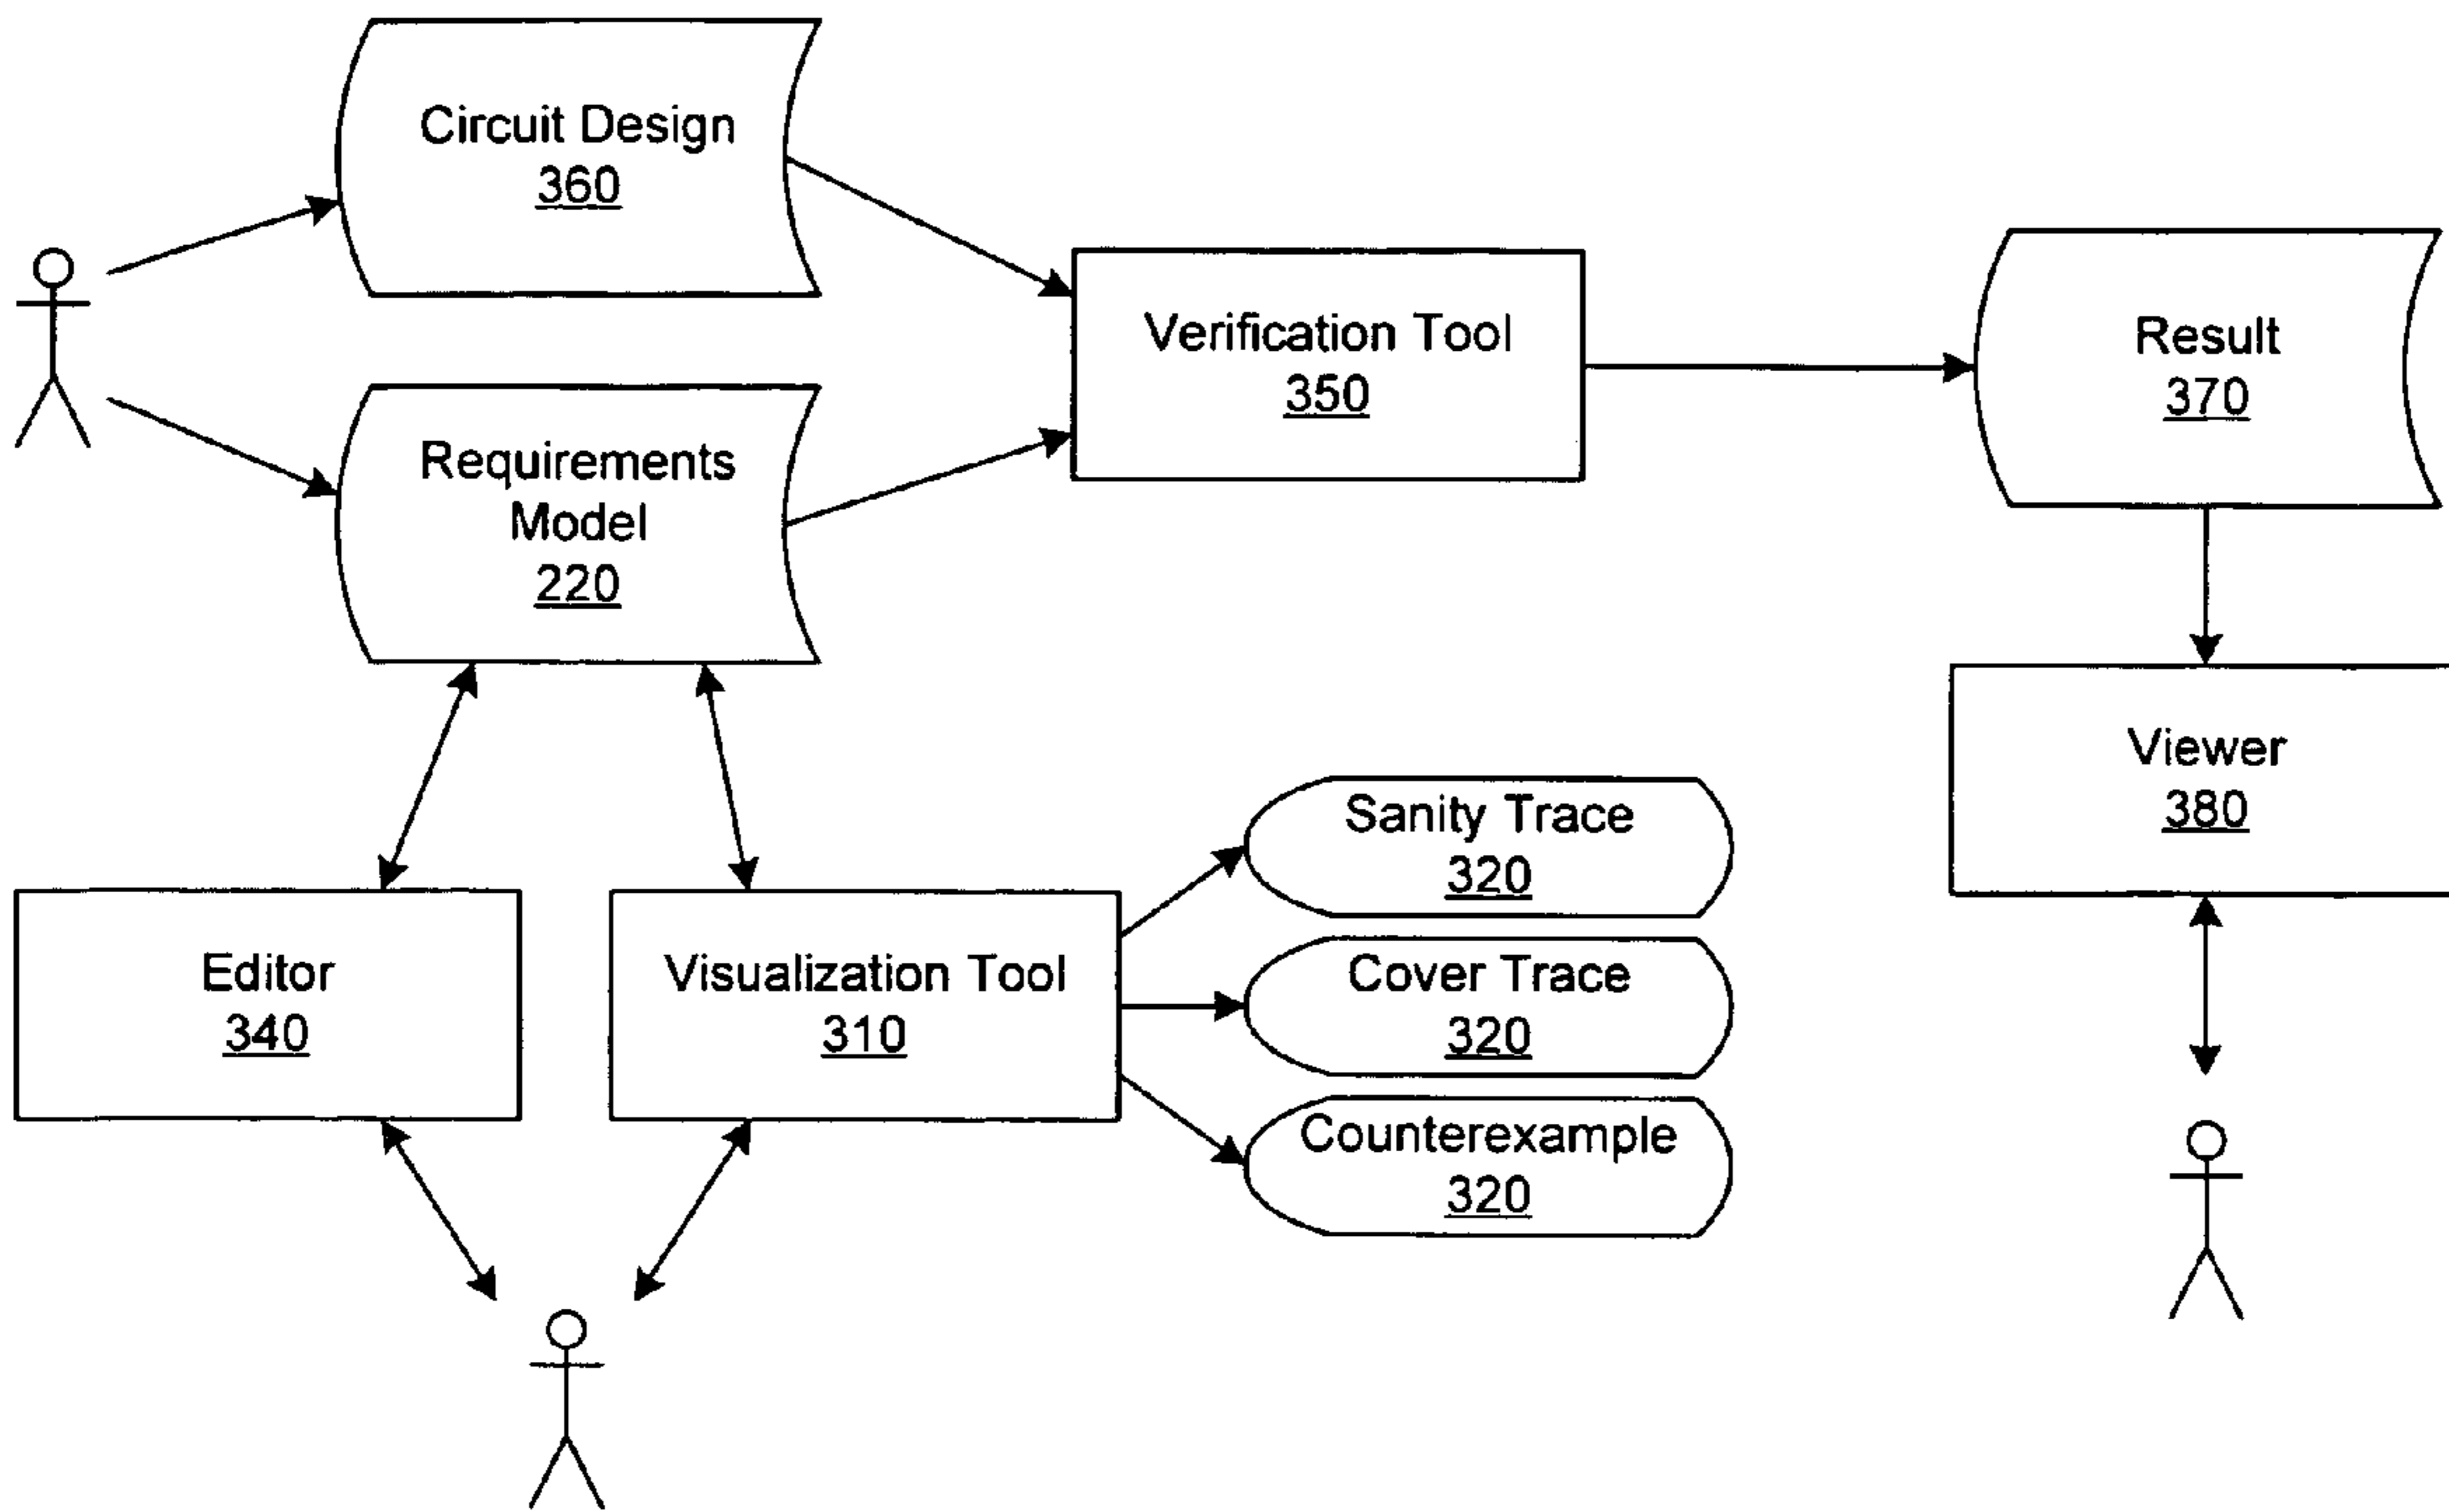 Circuit Design
360
Verification Tool
350
Result
370
Requirements
Model
220
Viewer
380
Sanity Trace
320
Editor
340
Visualization Tool
310
Cover Trace
320
Counterexample
320